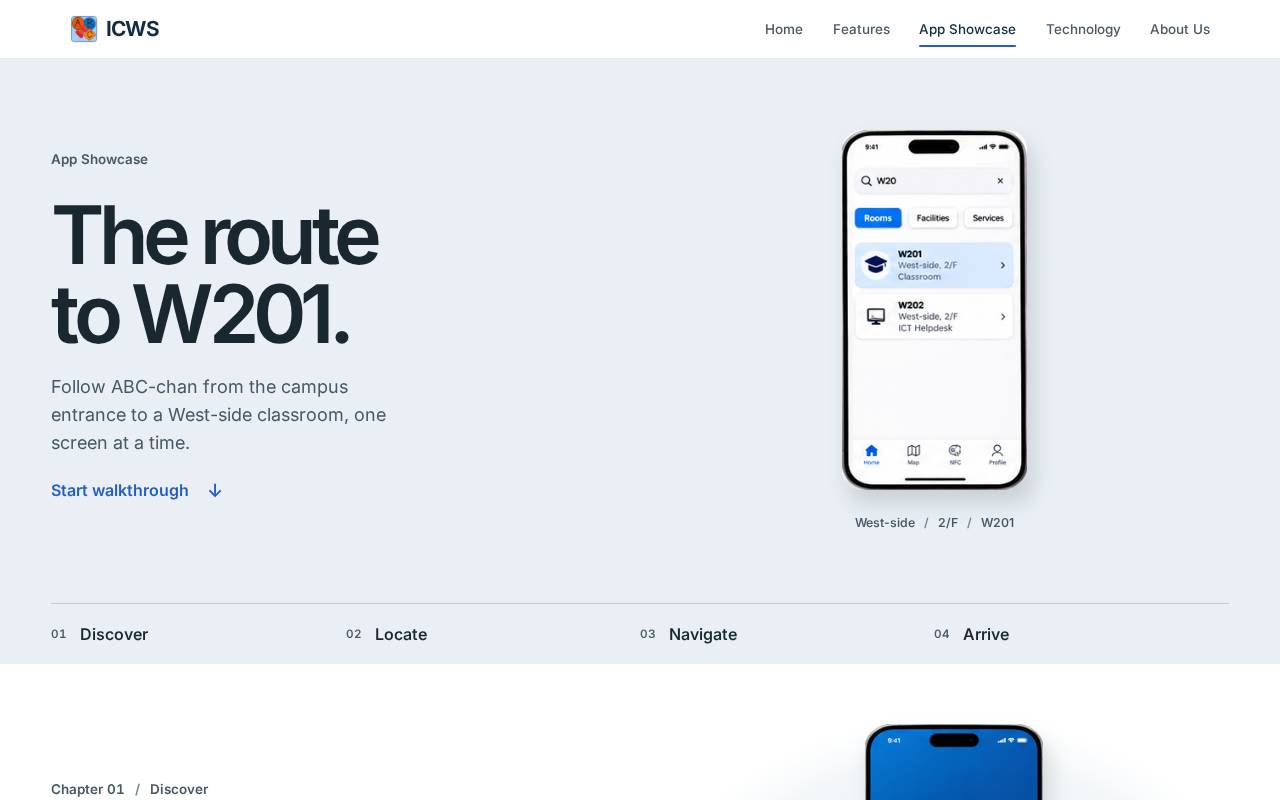 ICWS
Home
Features
App Showcase
Technology
About Us
App Showcase
The route
to W201.
Follow ABC-chan from the campus
entrance to a West-side classroom, one
screen at a time.
Start walkthrough
9:41
W20
Rooms
Facilities
Services
W201
West-side, 2/F
Classroom
W202
West-side, 2/F
ICT Helpdesk
Home
Map
NFC
Profile
West-side / 2/F / W201
01 Discover
02 Locate
03 Navigate
04 Arrive
9:41
Chapter 01 / Discover